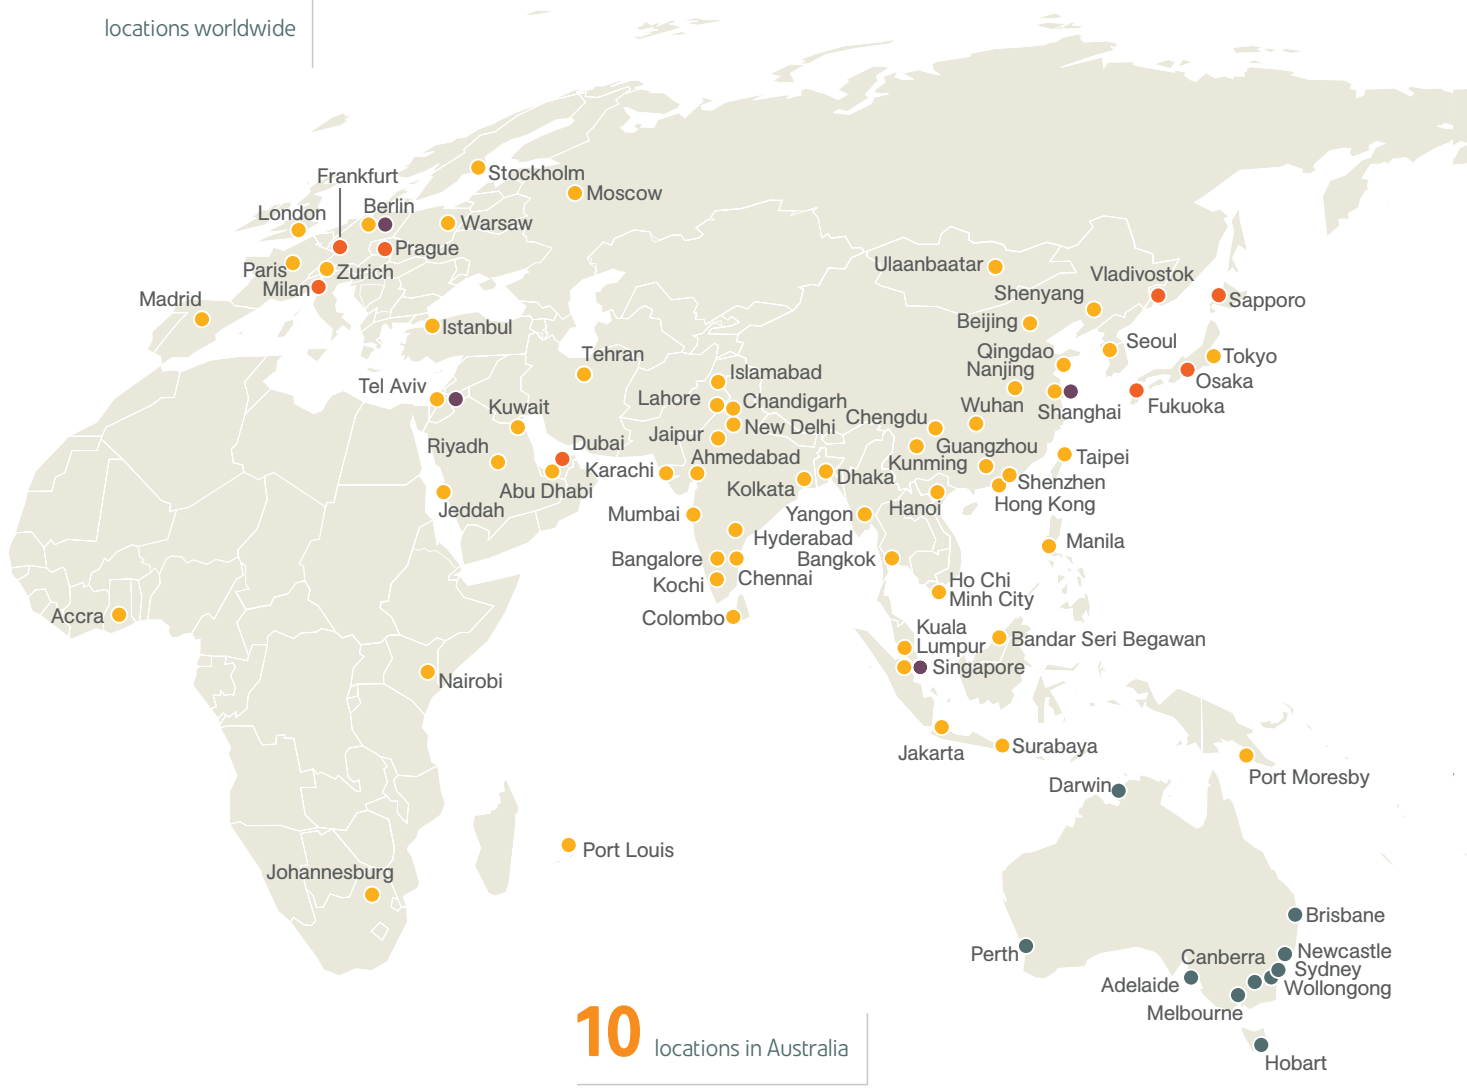 locations worldwide
Frankfurt
Stockholm
Moscow
London
Berlin
Warsaw
Prague
Paris
Zurich
Milan
Madrid
Istanbul
Ulaanbaatar
Vladivostok
Shenyang
Sapporo
Beijing
Seoul
Qingdao
Tokyo
Nanjing
Osaka
Tehran
Islamabad
Tel Aviv
Lahore
Chandigarh
Kuwait
Wuhan
Shanghai
Fukuoka
Chengdu
New Delhi
Jaipur
Riyadh
Dubai
Guangzhou
Ahmedabad
Taipei
Karachi
Kunming
Dhaka
Abu Dhabi
Kolkata
Shenzhen
Hong Kong
Jeddah
Hanoi
Mumbai
Yangon
Hyderabad
Manila
Bangalore
Bangkok
Kochi
Chennai
Ho Chi
Minh City
Accra
Colombo
Kuala
Lumpur
Bandar Seri Begawan
Singapore
Nairobi
Jakarta
Surabaya
Port Moresby
Darwin
Port Louis
Johannesburg
Brisbane
Perth
Newcastle
Canberra
Sydney
Adelaide
Wollongong
Melbourne
10 locations in Australia
Hobart